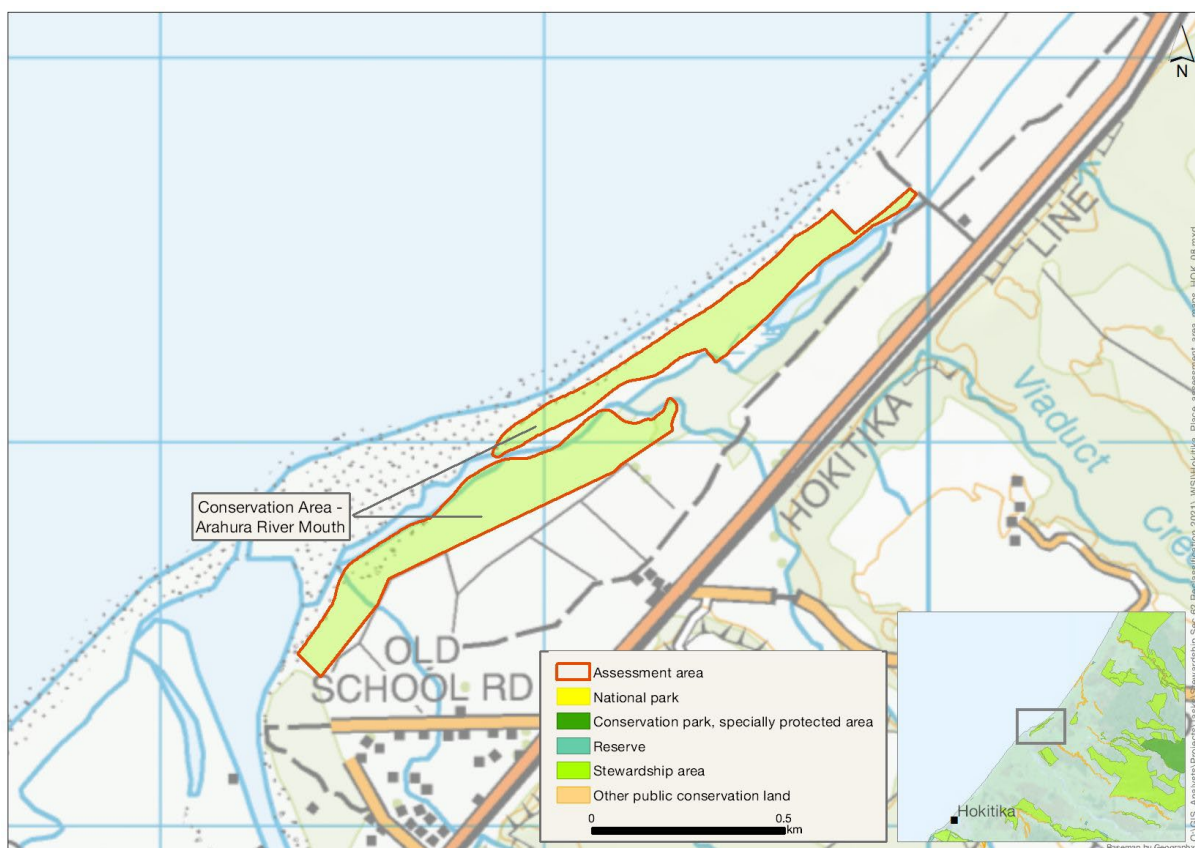 N
LINE
HOKITIKA
Viaduct
Cre
Conservation Area -
Arahura River Mouth
OLD
SCHOOL RD
Assessment area
National park
Conservation park, specially protected area
Reserve
Stewardship area
Other public conservation land
0
0.5
km
Hokitika